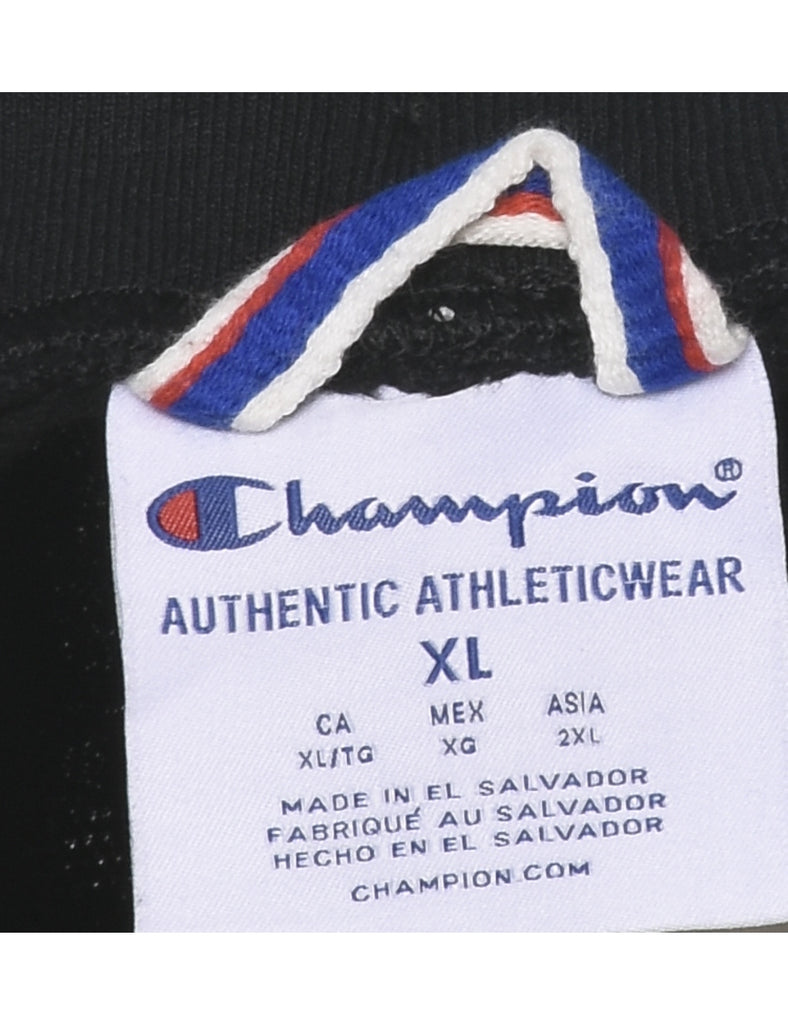 Champion®
AUTHENTIC ATHLETICWEAR
XL
CA MEX ASIA
XL/TG XG 2XL
MADE IN EL SALVADOR
FABRIQUÉ AU SALVADOR
HECHO EN EL SALVADOR
CHAMPION.COM